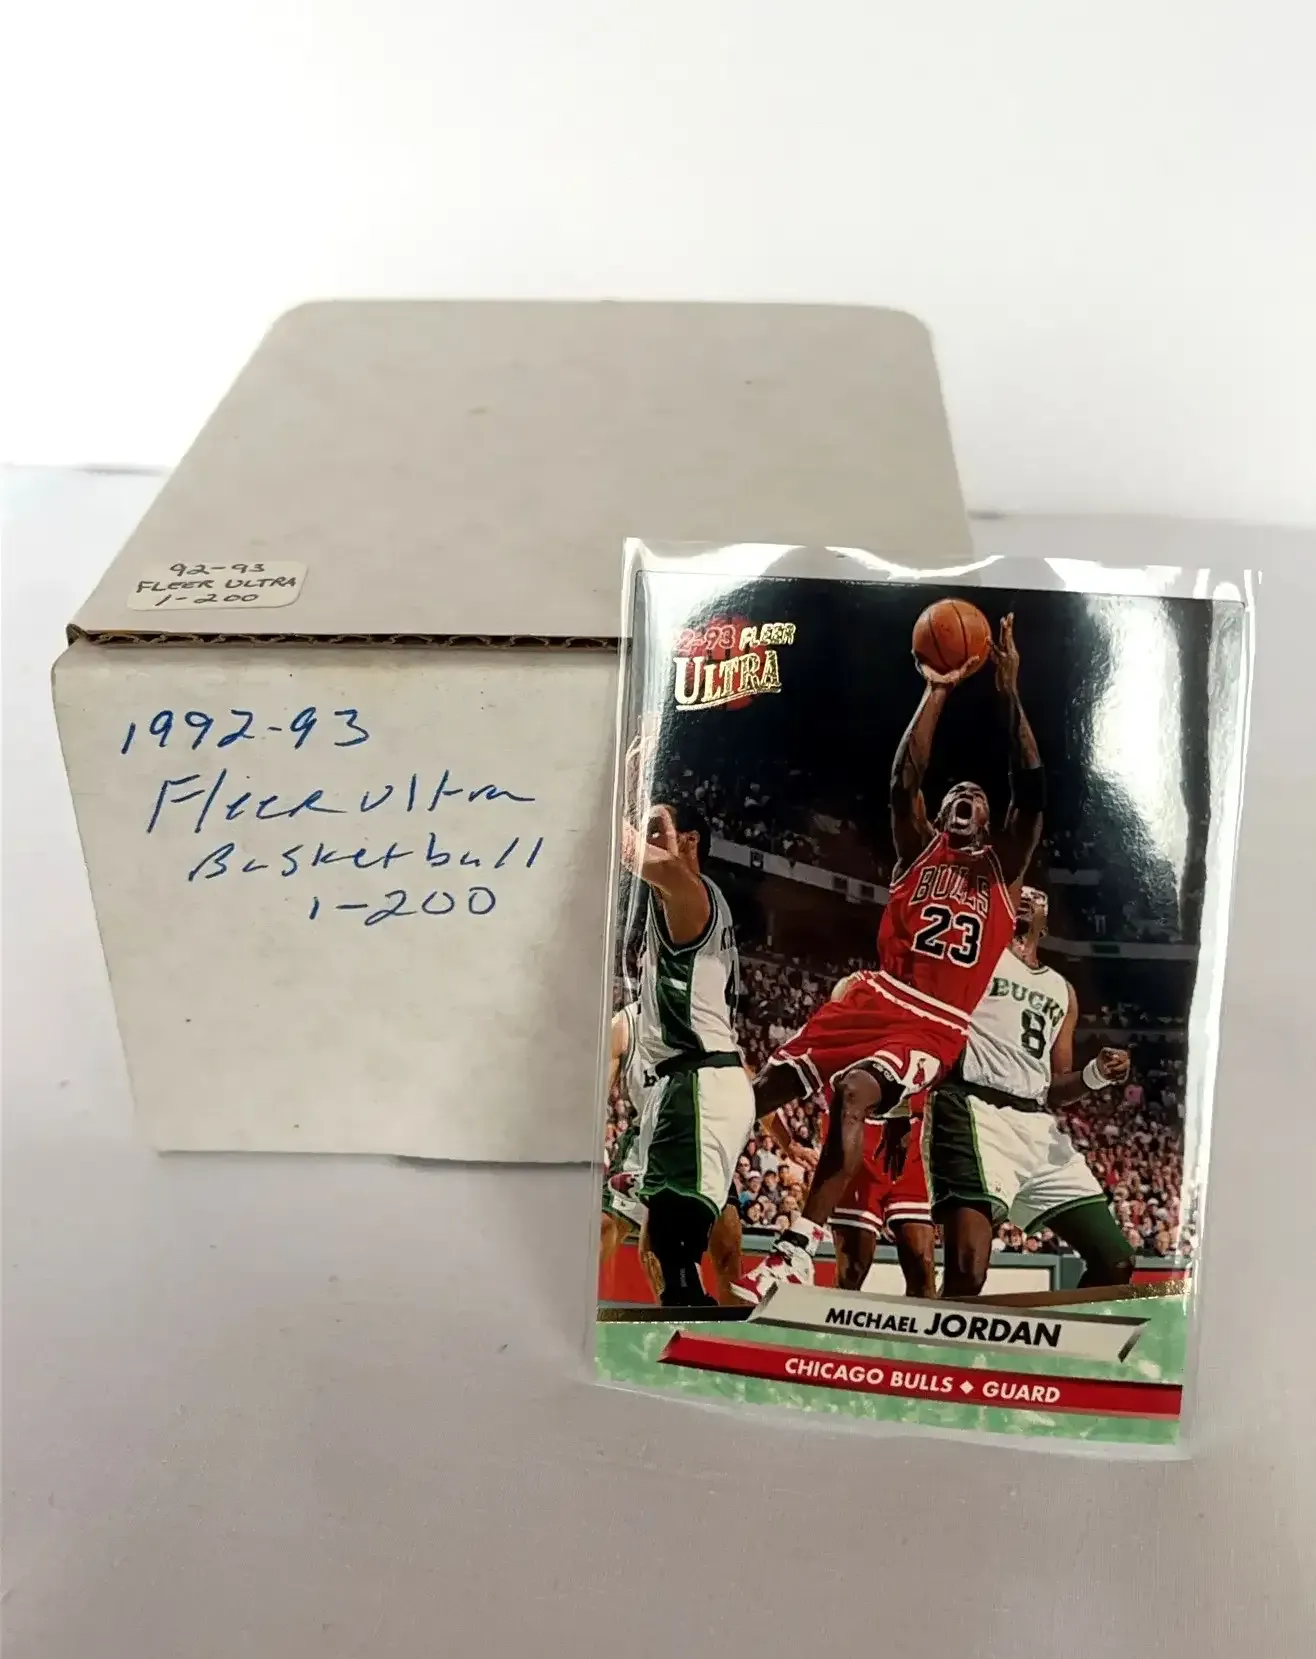 92-93
FLEER ULTRA
1-200
1992-93
Fleer Ultra
Basketball
1-200
2-93 FLEER
ULTRA
BULLS
23
BUCKS
8
MICHAEL JORDAN
CHICAGO BULLS ◆ GUARD